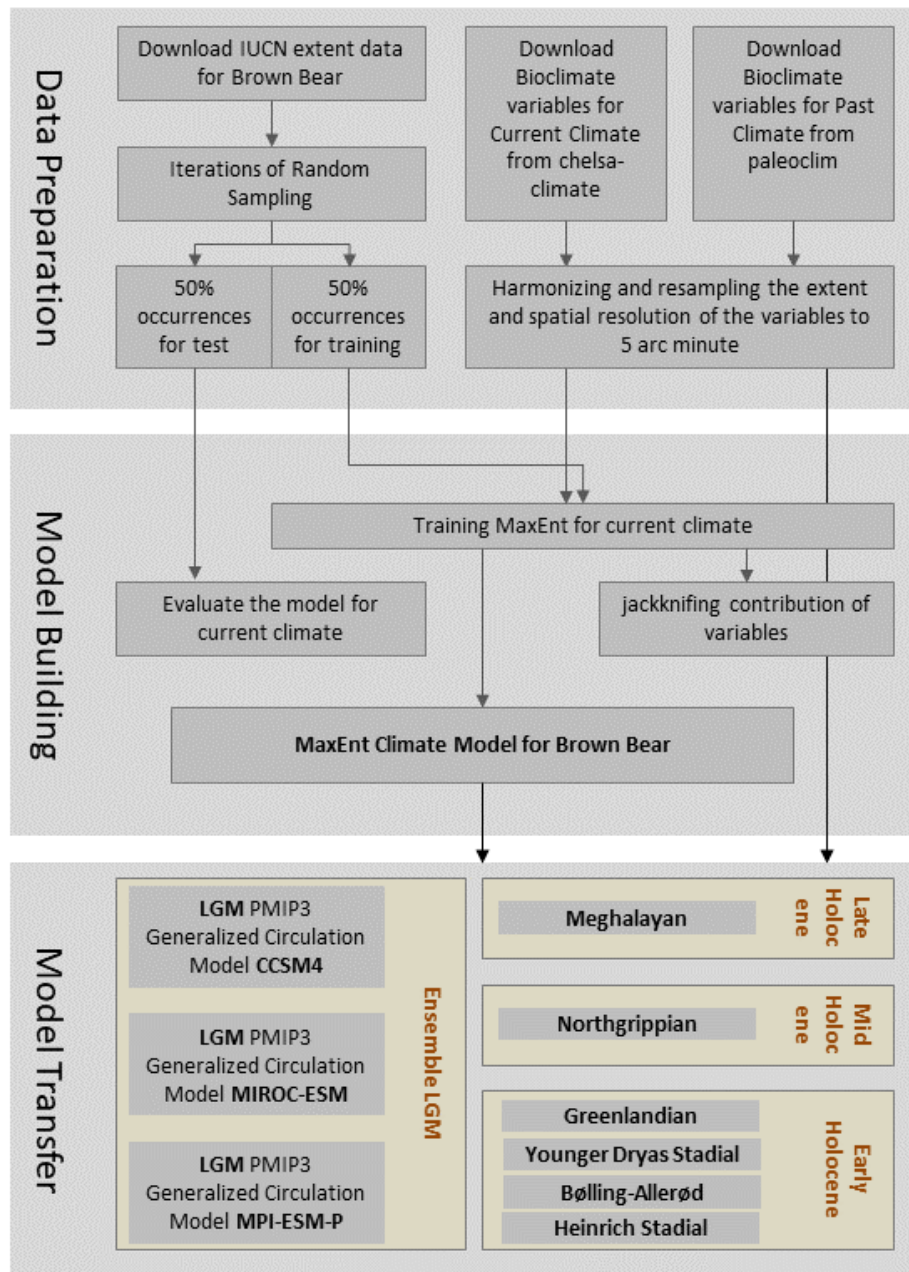 Data Preparation
Download IUCN extent data
for Brown Bear
Download
Bioclimate
variables for
Current Climate
from chelsa-
climate
Download
Bioclimate
variables for Past
Climate from
paleoclim
Iterations of Random
Sampling
50%
occurrences
for test
50%
occurrences
for training
Harmonizing and resampling the extent
and spatial resolution of the variables to
5 arc minute
Model Building
Training MaxEnt for current climate
Evaluate the model for
current climate
jackknifing contribution of
variables
MaxEnt Climate Model for Brown Bear
Model Transfer
LGM PMIP3
Generalized Circulation
Model CCSM4
LGM PMIP3
Generalized Circulation
Model MIROC-ESM
LGM PMIP3
Generalized Circulation
Model MPI-ESM-P
Ensemble LGM
Meghalayan
Late
Holoc
ene
Northgrippian
Mid
Holoc
ene
Greenlandian
Younger Dryas Stadial
Bølling-Allerød
Heinrich Stadial
Early
Holocene